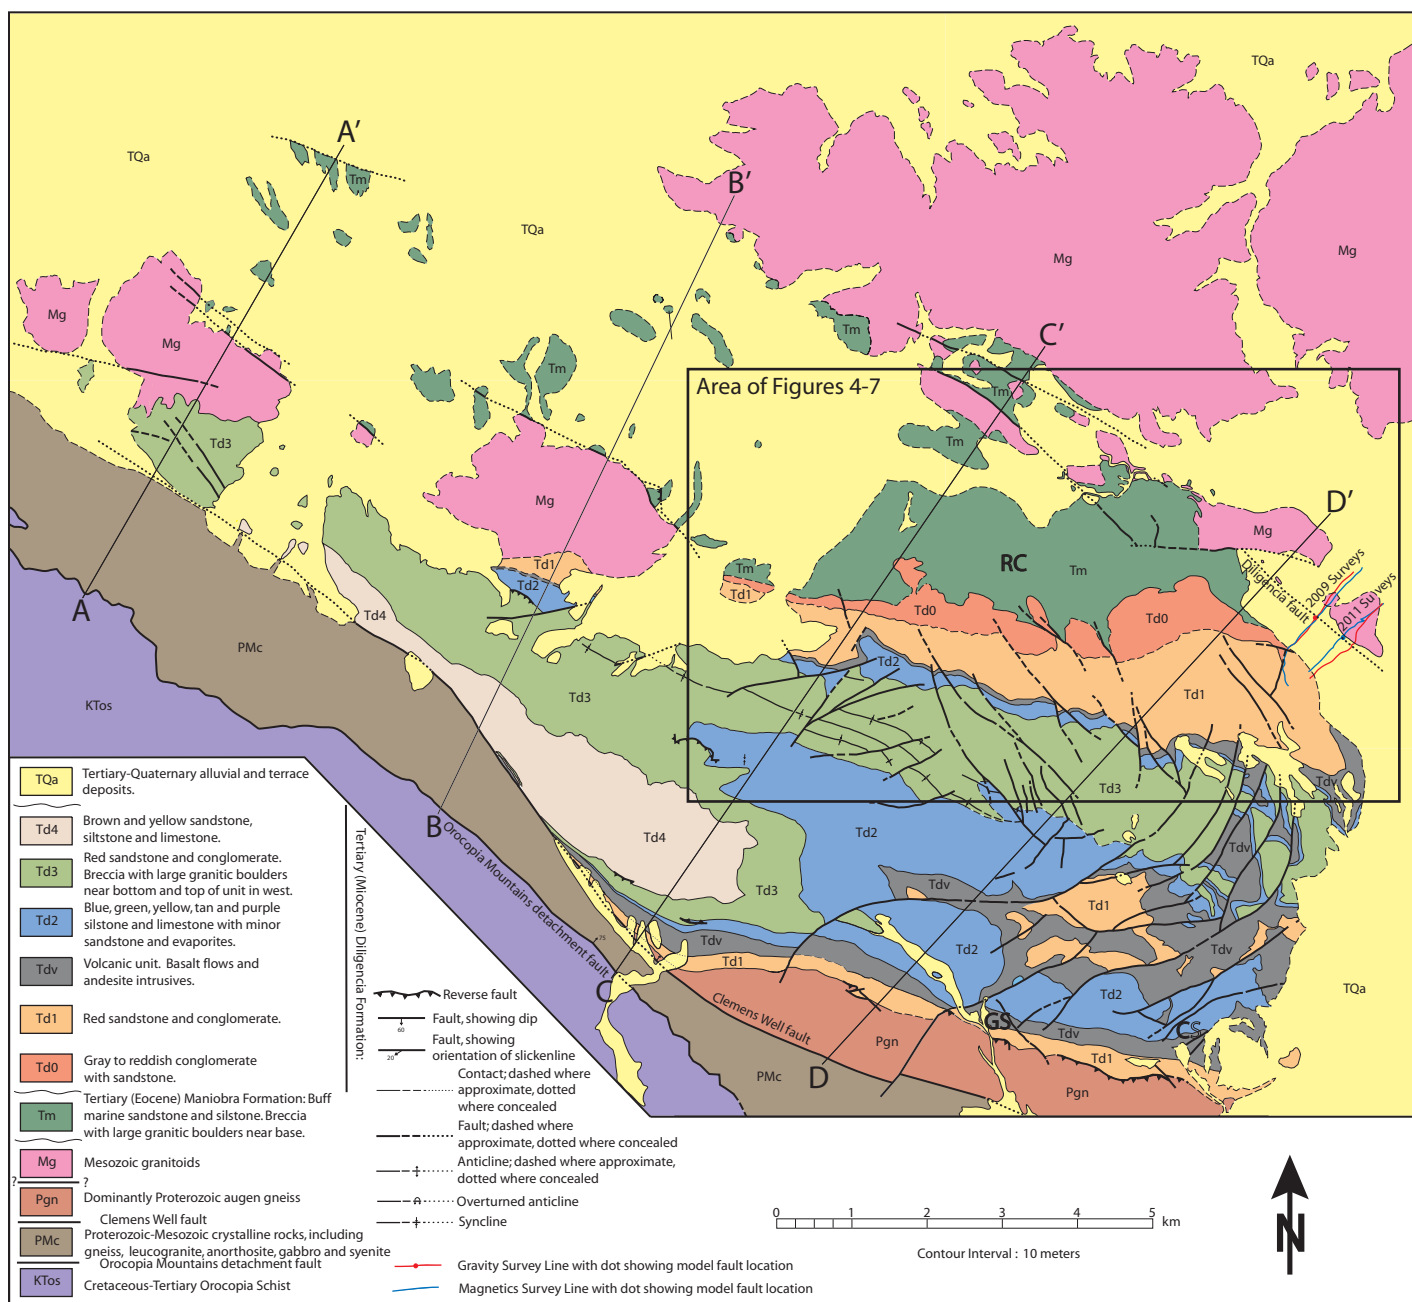 TQa
A'
TQa
Tm
B'
TQa
Mg
Mg
Mg
Mg
Tm
C'
Tm
Area of Figures 4-7
Tm
Td3
Tm
Mg
D'
Mg
RC
Tm
Diligencia fault
2009 Surveys
2011 Surveys
Td1
Td2
Tm
Td1
Td0
Td0
A
Td4
PMc
Td2
Td3
Td1
KTos
Td3
Tdv
B
Orocopia Mountains detachment fault
Td4
Td2
Tdv
Td3
Tdv
Td1
75
Tdv
Td2
Tdv
Td1
C
Td2
TQa
Clemens Well fault
GS
CS
Pgn
Tdv
Td1
PMc
D
Pgn
TQa
Tertiary-Quaternary alluvial and terrace
deposits.
Td4
Brown and yellow sandstone,
siltstone and limestone.
Td3
Red sandstone and conglomerate.
Breccia with large granitic boulders
near bottom and top of unit in west.
Td2
Blue, green, yellow, tan and purple
silstone and limestone with minor
sandstone and evaporites.
Tdv
Volcanic unit. Basalt flows and
andesite intrusives.
Td1
Red sandstone and conglomerate.
Td0
Gray to reddish conglomerate
with sandstone.
Tertiary (Miocene) Diligencia Formation:
Tm
Tertiary (Eocene) Maniobra Formation: Buff
marine sandstone and silstone. Breccia
with large granitic boulders near base.
Mg
Mesozoic granitoids
? ?
Pgn
Dominantly Proterozoic augen gneiss
Clemens Well fault
PMc
Proterozoic-Mesozoic crystalline rocks, including
gneiss, leucogranite, anorthosite, gabbro and syenite
Orocopia Mountains detachment fault
KTos
Cretaceous-Tertiary Orocopia Schist
Reverse fault
Fault, showing dip
60
Fault, showing
orientation of slickenline
20
Contact; dashed where
approximate, dotted
where concealed
Fault; dashed where
approximate, dotted where concealed
Anticline; dashed where approximate,
dotted where concealed
Overturned anticline
Syncline
Gravity Survey Line with dot showing model fault location
Magnetics Survey Line with dot showing model fault location
0 1 2 3 4 5
km
Contour Interval : 10 meters
N